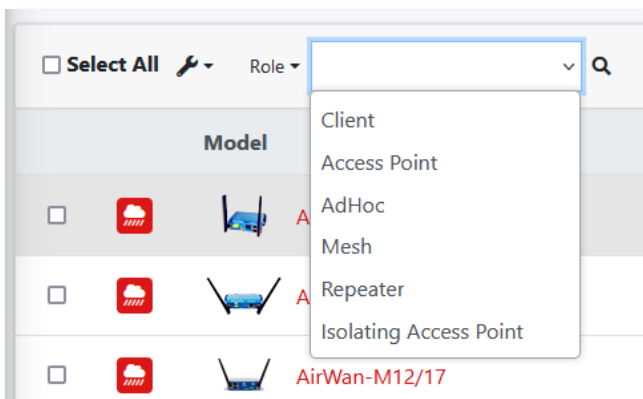 Select All Role
Client
Model
Access Point
AdHoc
A
Mesh
Repeater
A
Isolating Access Point
AirWan-M12/17